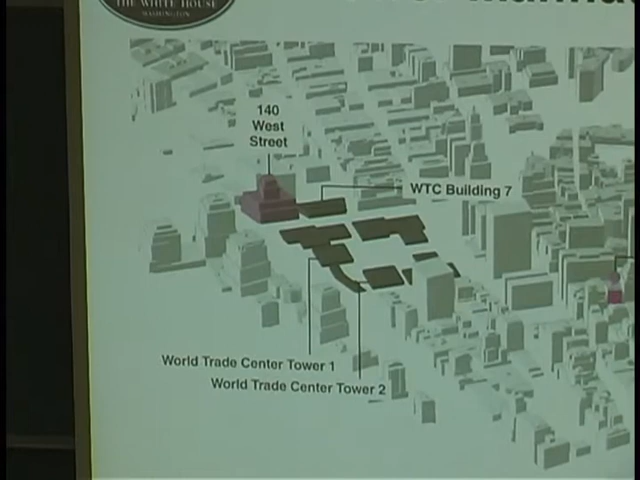 THE WHITE HOUSE
WASHINGTON
140
West
Street
WTC Building 7
World Trade Center Tower 1
World Trade Center Tower 2